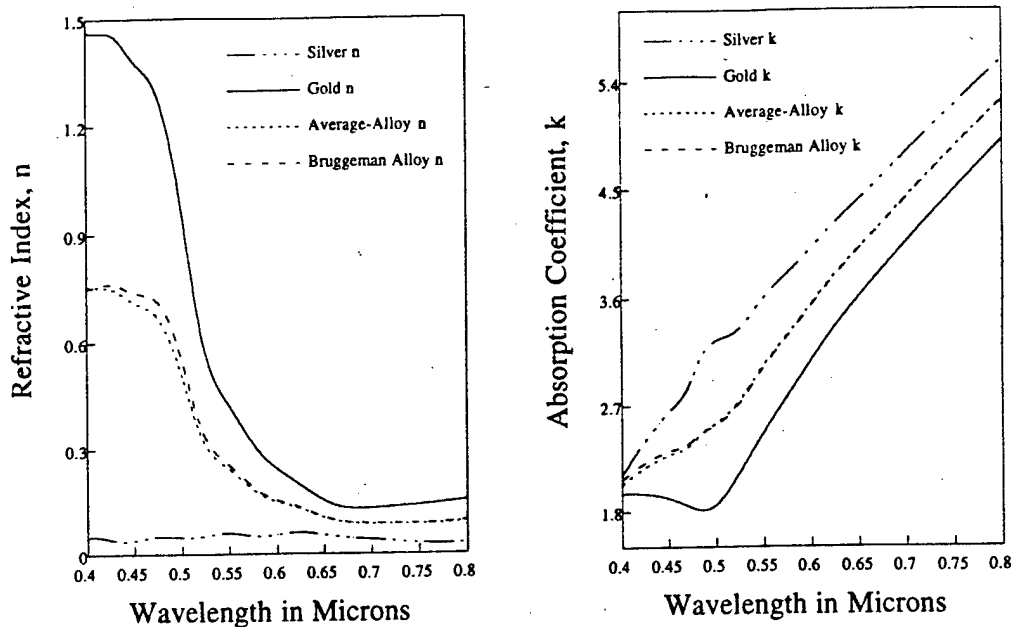 Refractive Index, n
1.5
1.2
0.9
0.6
0.3
0
Silver n
Gold n
Average-Alloy n
Bruggeman Alloy n
0.4 0.45 0.5 0.55 0.6 0.65 0.7 0.75 0.8
Wavelength in Microns
Absorption Coefficient, k
5.4
4.5
3.6
2.7
1.8
Silver k
Gold k
Average-Alloy k
Bruggeman Alloy k
0.4 0.45 0.5 0.55 0.6 0.65 0.7 0.75 0.8
Wavelength in Microns